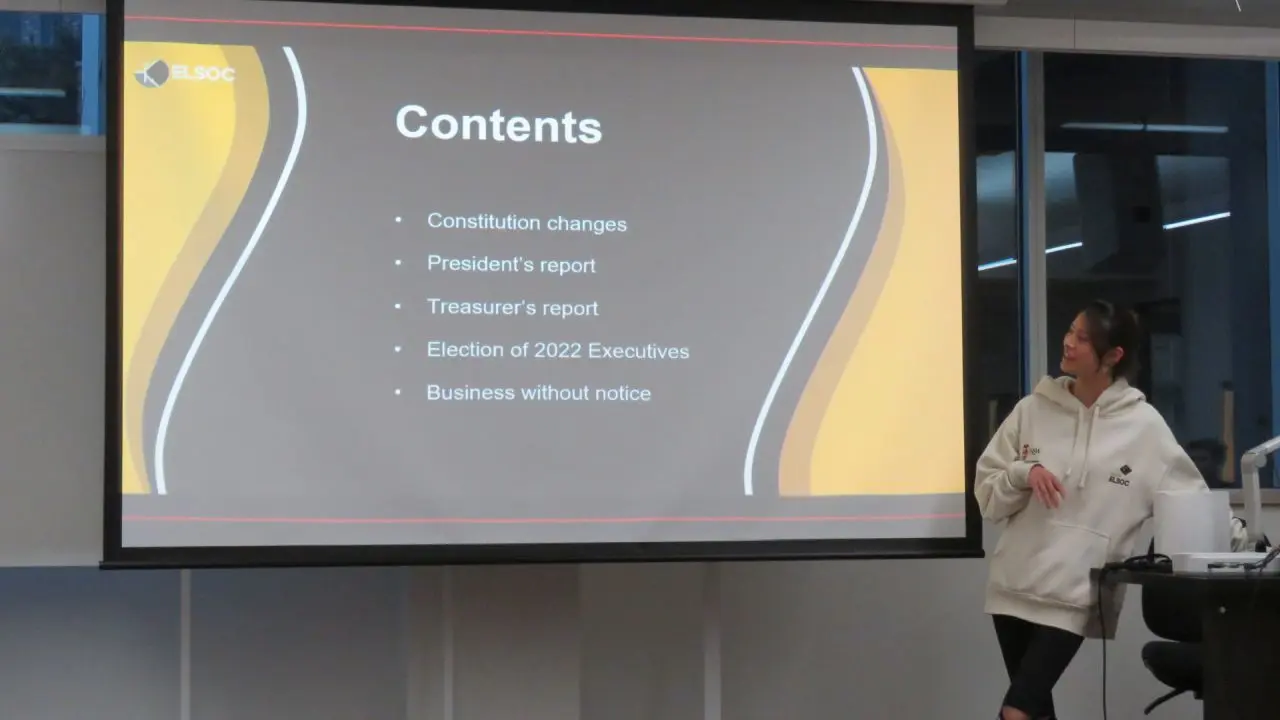 ELSOC
Contents
• Constitution changes
• President's report
• Treasurer's report
• Election of 2022 Executives
• Business without notice
ELSOC